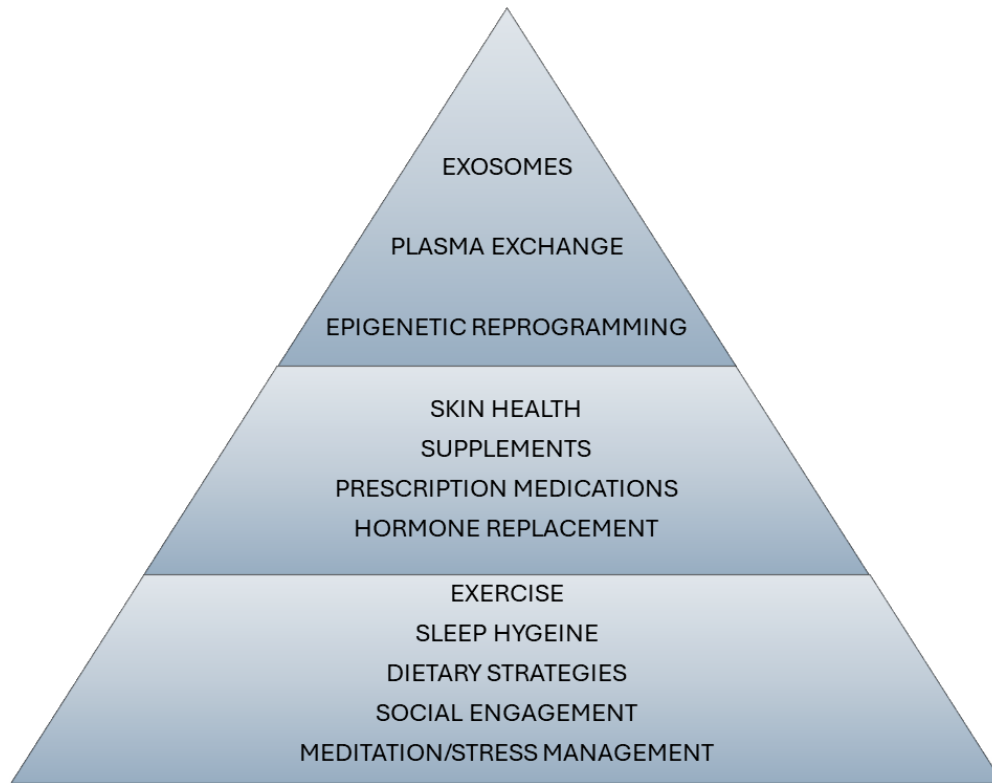 EXOSOMES
PLASMA EXCHANGE
EPIGENETIC REPROGRAMMING
SKIN HEALTH
SUPPLEMENTS
PRESCRIPTION MEDICATIONS
HORMONE REPLACEMENT
EXERCISE
SLEEP HYGEINE
DIETARY STRATEGIES
SOCIAL ENGAGEMENT
MEDITATION/STRESS MANAGEMENT